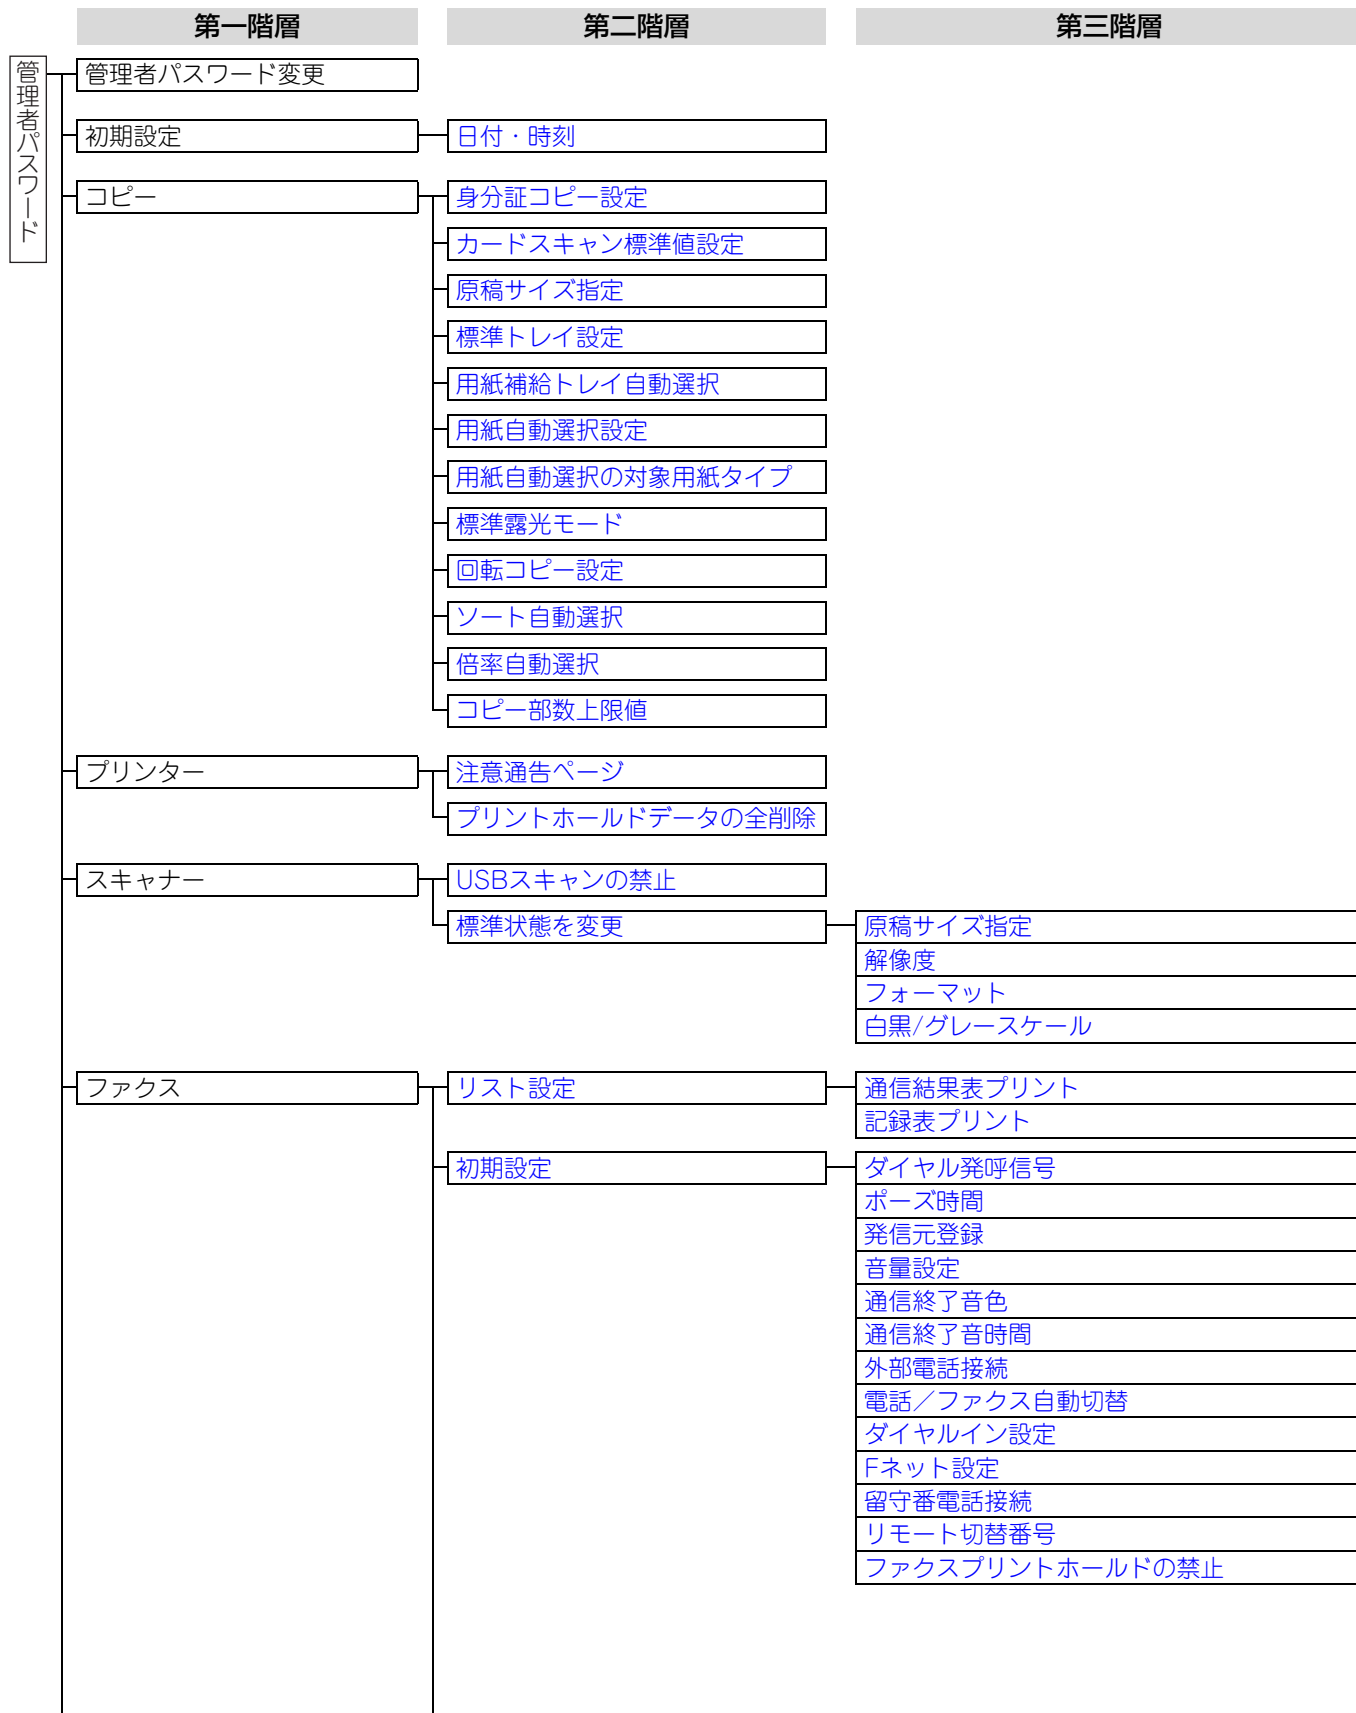 第一階層 第二階層 第三階層
管理者パスワード
管理者パスワード変更
初期設定 日付・時刻
コピー 身分証コピー設定
カードスキャン標準値設定
原稿サイズ指定
標準トレイ設定
用紙補給トレイ自動選択
用紙自動選択設定
用紙自動選択の対象用紙タイプ
標準露光モード
回転コピー設定
ソート自動選択
倍率自動選択
コピー部数上限値
プリンター 注意通告ページ
プリントホールドデータの全削除
スキャナー USBスキャンの禁止
標準状態を変更 原稿サイズ指定
解像度
フォーマット
白黒/グレースケール
ファクス リスト設定 通信結果表プリント
記録表プリント
初期設定 ダイヤル発呼信号
ポーズ時間
発信元登録
音量設定
通信終了音色
通信終了音時間
外部電話接続
電話／ファクス自動切替
ダイヤルイン設定
Fネット設定
留守番電話接続
リモート切替番号
ファクスプリントホールドの禁止